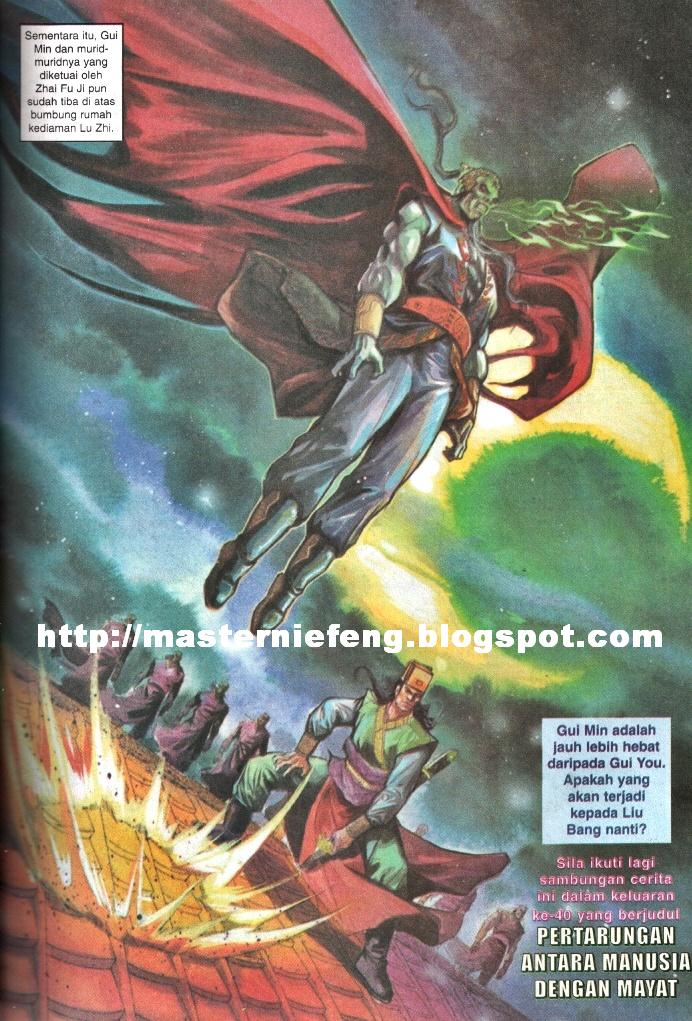 Sementara itu, Gui
Min dan murid-
muridnya yang
diketuai oleh
Zhai Fu Ji pun
sudah tiba di atas
bumbung rumah
kediaman Lu Zhi.
http://masterniefeng.blogspot.com
Gui Min adalah
jauh lebih hebat
daripada Gui You.
Apakah yang
akan terjadi
kepada Liu
Bang nanti?
Sila ikuti lagi
sambungan cerita
ini dalam keluaran
ke-40 yang berjudul
PERTARUNGAN
ANTARA MANUSIA
DENGAN MAYAT